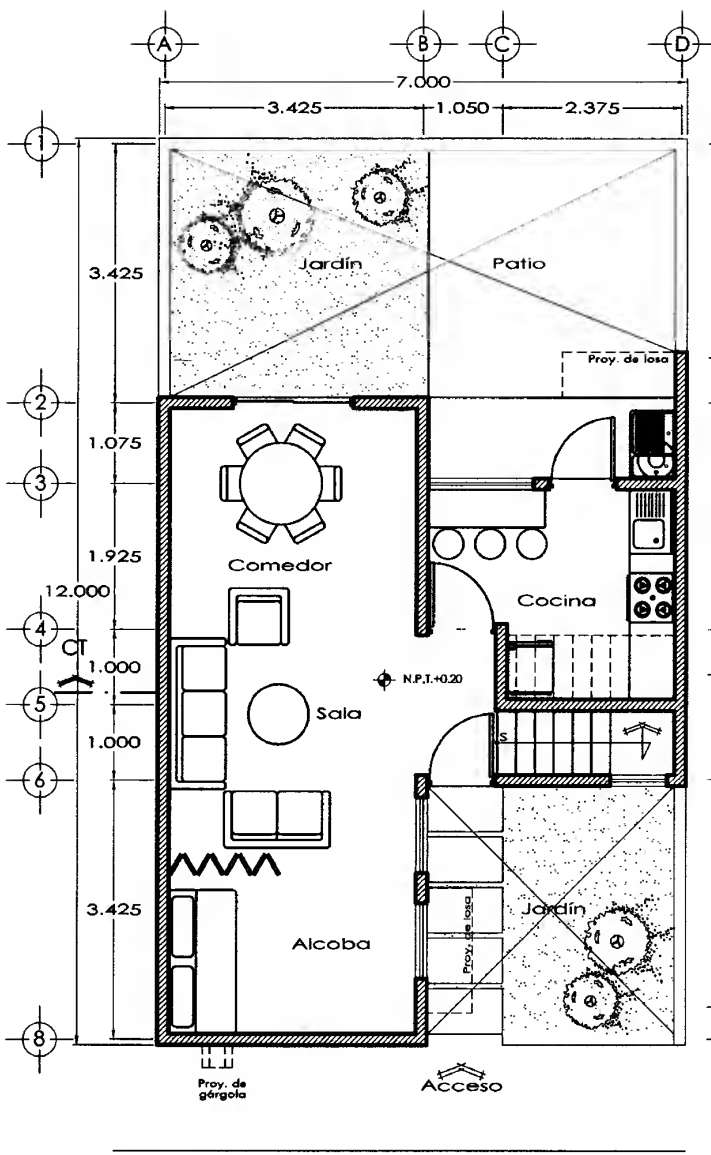 A B C D
7.000
3.425 1.050 2.375
1
3.425
Jardín Patio
Proy. de losa
2
1.075
3
Comedor
1.925
12.000
Cocina
4
CT
1.000
N.P.T.+0.20
5
Sala
S
1.000
6
3.425
Jardín
Proy. de losa
Alcoba
8
Proy. de
gárgola
Acceso